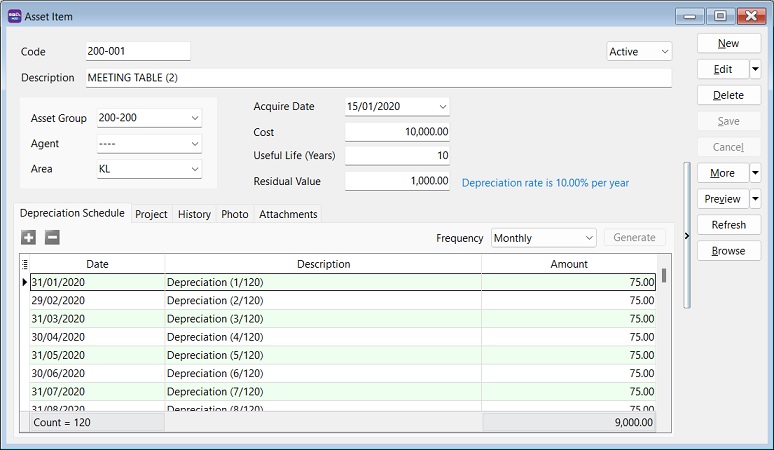 Asset Item
Code 200-001 Active
Description MEETING TABLE (2)
Asset Group 200-200
Agent ----
Area KL
Acquire Date 15/01/2020
Cost 10,000.00
Useful Life (Years) 10
Residual Value 1,000.00 Depreciation rate is 10.00% per year
New
Edit
Delete
Save
Cancel
More
Preview
Refresh
Browse
Depreciation Schedule Project History Photo Attachments
Frequency Monthly Generate
Date Description Amount
31/01/2020 Depreciation (1/120) 75.00
29/02/2020 Depreciation (2/120) 75.00
31/03/2020 Depreciation (3/120) 75.00
30/04/2020 Depreciation (4/120) 75.00
31/05/2020 Depreciation (5/120) 75.00
30/06/2020 Depreciation (6/120) 75.00
31/07/2020 Depreciation (7/120) 75.00
31/08/2020 Depreciation (8/120) 75.00
Count = 120 9,000.00